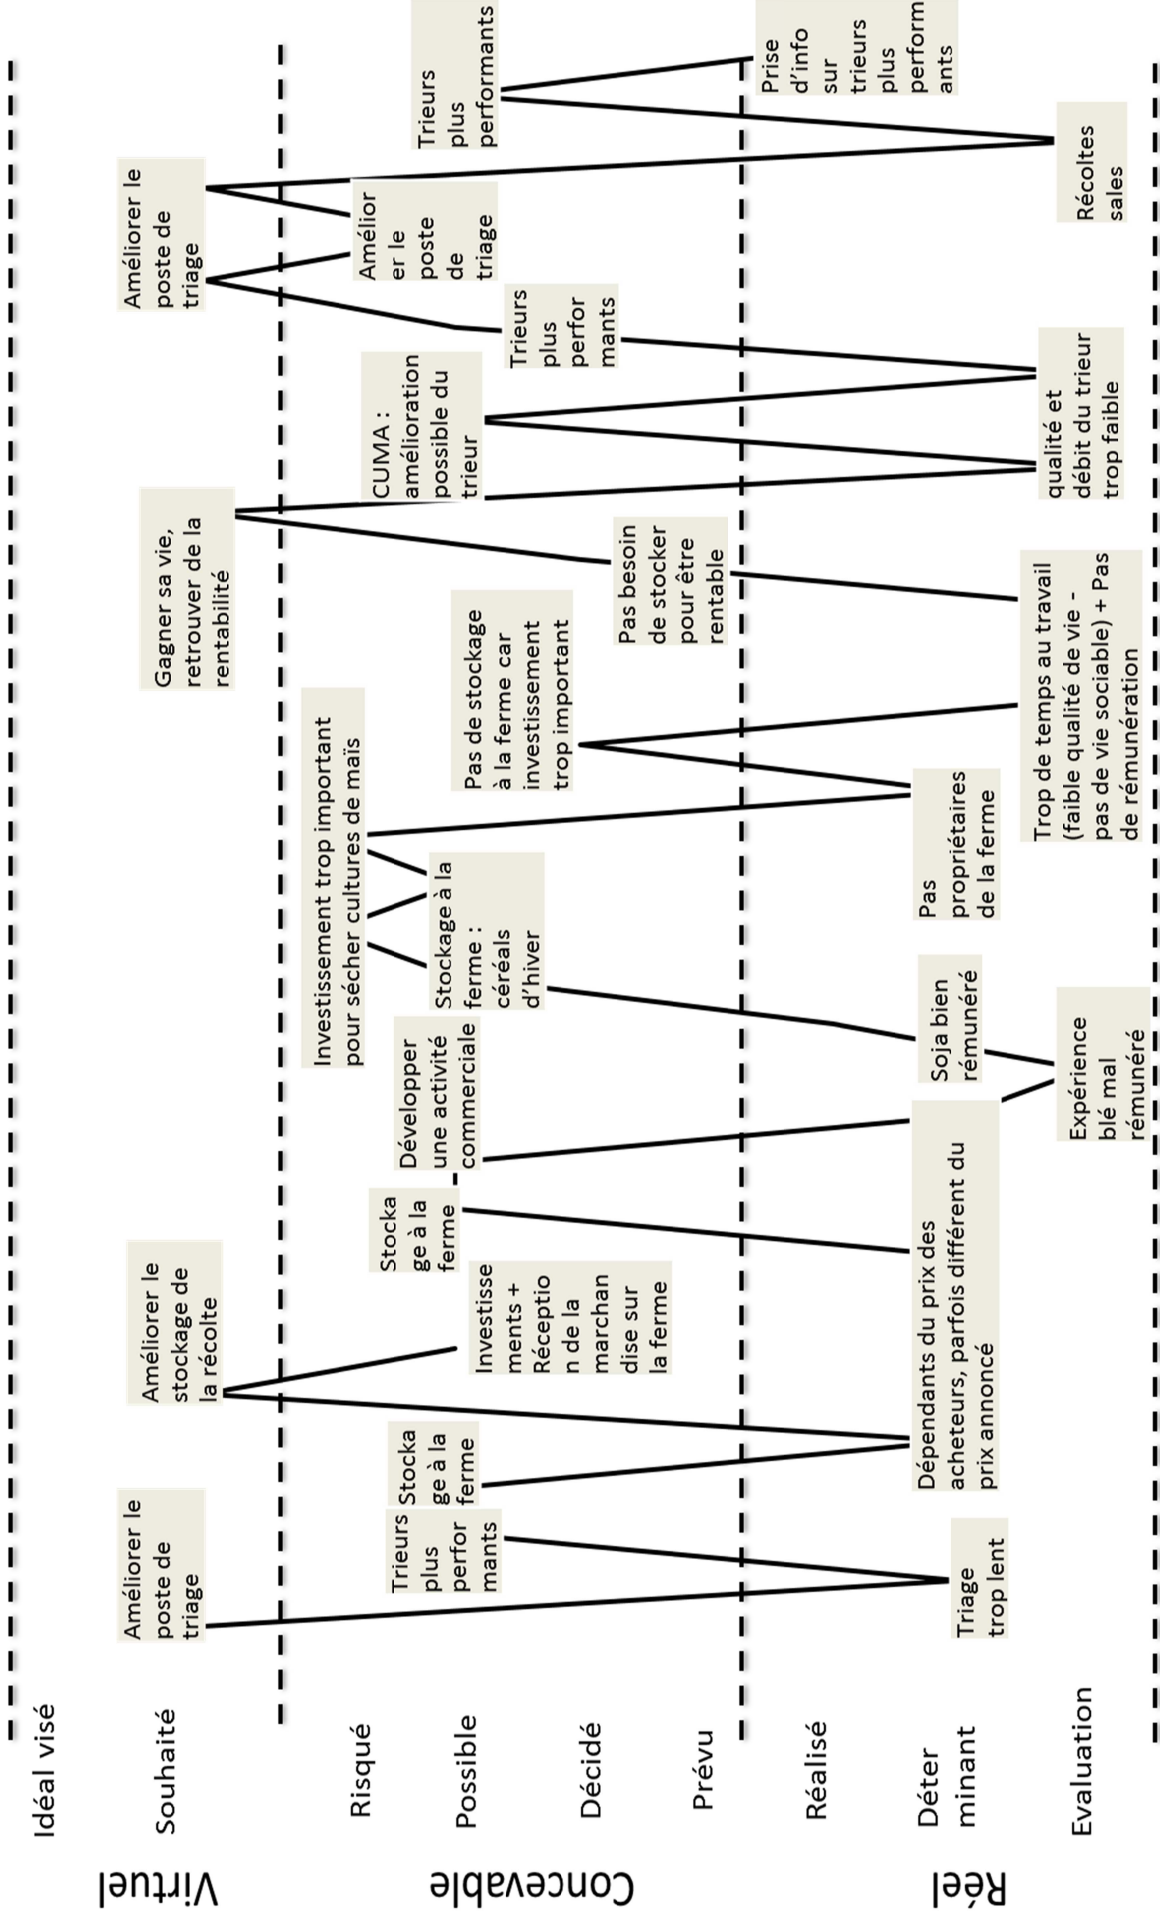 Virtuel
Concevable
Réel
Idéal visé
Souhaité
Risqué
Possible
Décidé
Prévu
Réalisé
Déter
minant
Evaluation
Améliorer le
poste de
triage
Triage
trop lent
Trieurs
plus
perfor
mants
Stocka
ge à la
ferme
Dépendants du prix des
acheteurs, parfois différent du
prix annoncé
Améliorer le
stockage de
la récolte
Investisse
ments +
Réceptio
n de la
marchan
dise sur
la ferme
Stocka
ge à la
ferme
Développer
une activité
commerciale
Expérience
blé mal
rémunéré
Soja bien
rémunéré
Stockage à la
ferme :
céréals
d'hiver
Investissement trop important
pour sécher cultures de maïs
Pas
propriétaires
de la ferme
Pas de stockage
à la ferme car
investissement
trop important
Trop de temps au travail
(faible qualité de vie -
pas de vie sociable) + Pas
de rémunération
Pas besoin
de stocker
pour être
rentable
Gagner sa vie,
retrouver de la
rentabilité
qualité et
débit du trieur
trop faible
CUMA :
amélioration
possible du
trieur
Trieurs
plus
perfor
mants
Améliorer le
poste de
triage
Amélior
er le
poste
de
triage
Récoltes
sales
Trieurs
plus
performants
Prise
d'info
sur
trieurs
plus
perform
ants